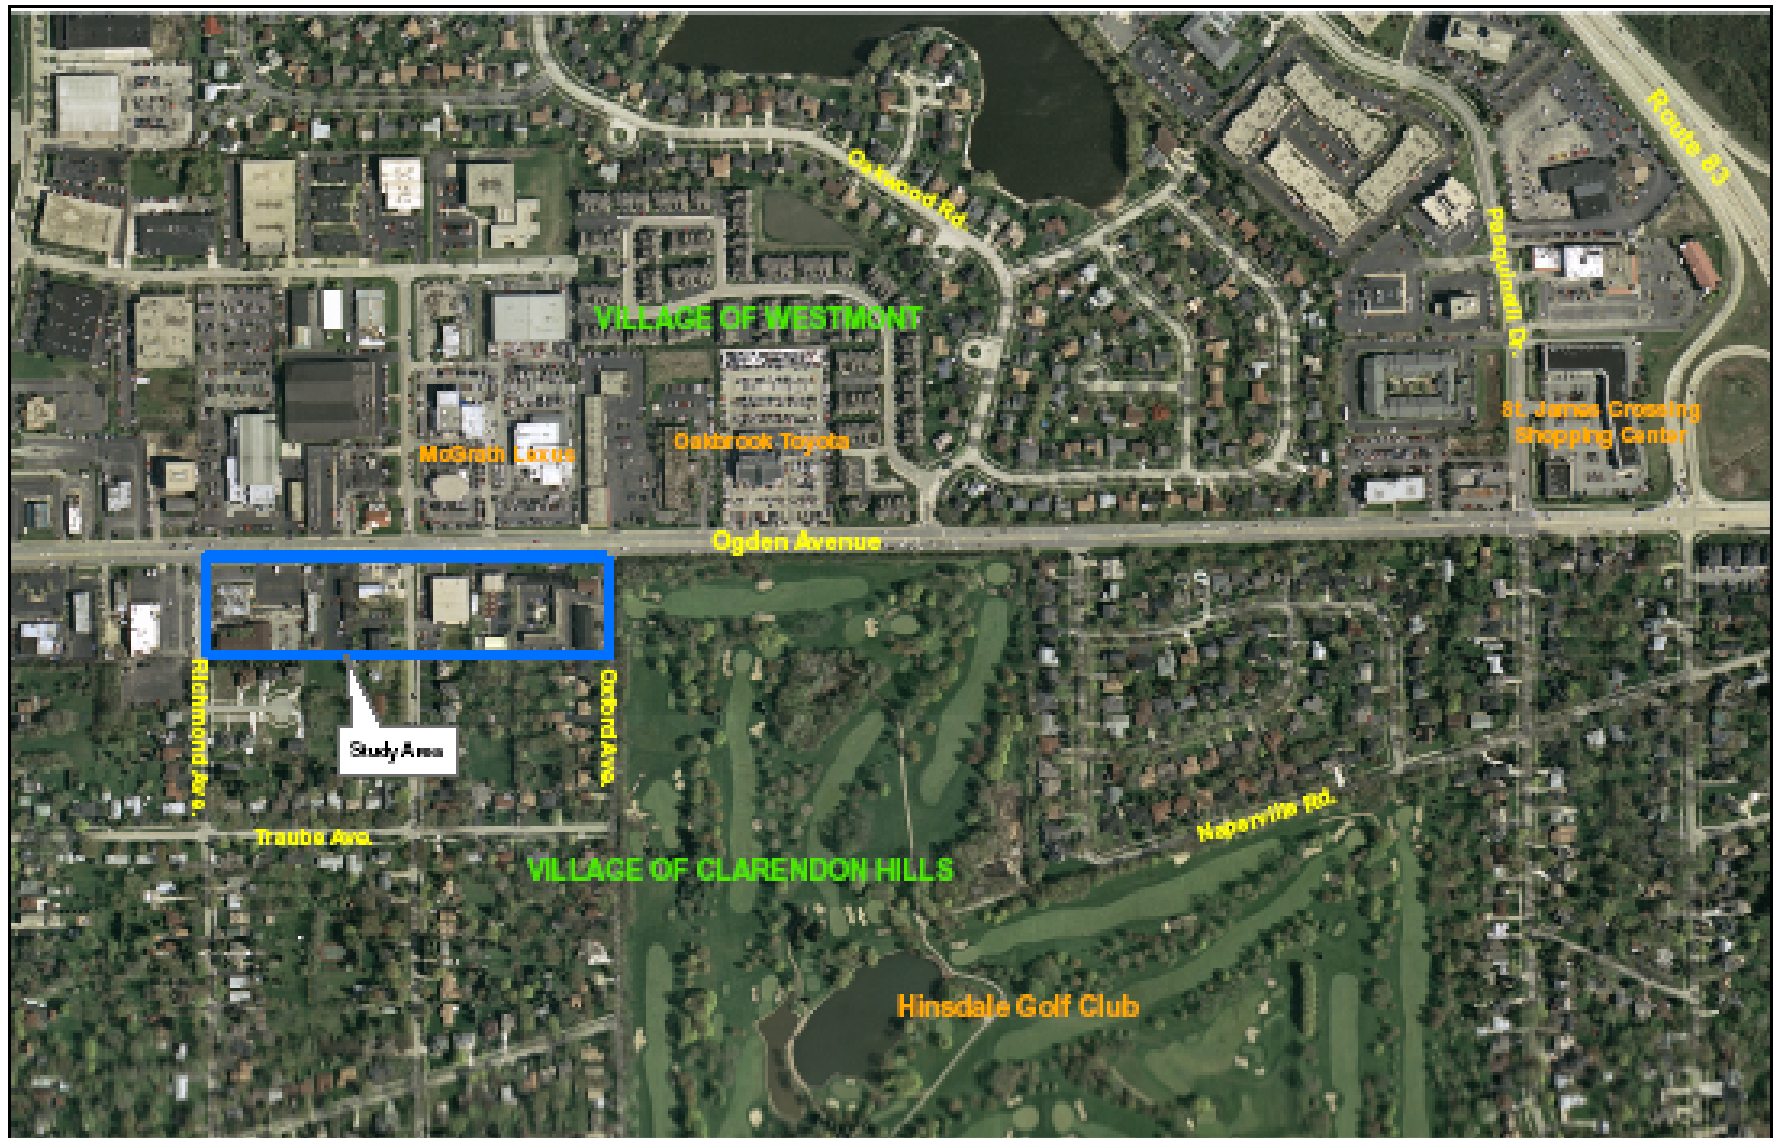 Route 83
Oakwood Rd.
Pasquinelli Dr.
VILLAGE OF WESTMONT
St. James Crossing
Shopping Center
McGrath Lexus
Oakbrook Toyota
Ogden Avenue
Richmond Ave.
Oxford Ave.
Study Area
Naperville Rd.
Traube Ave.
VILLAGE OF CLARENDON HILLS
Hinsdale Golf Club